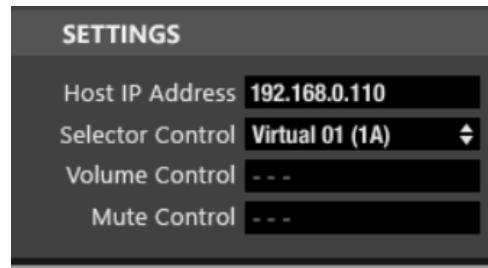 SETTINGS
Host IP Address 192.168.0.110
Selector Control Virtual 01 (1A)
Volume Control - - -
Mute Control - - -